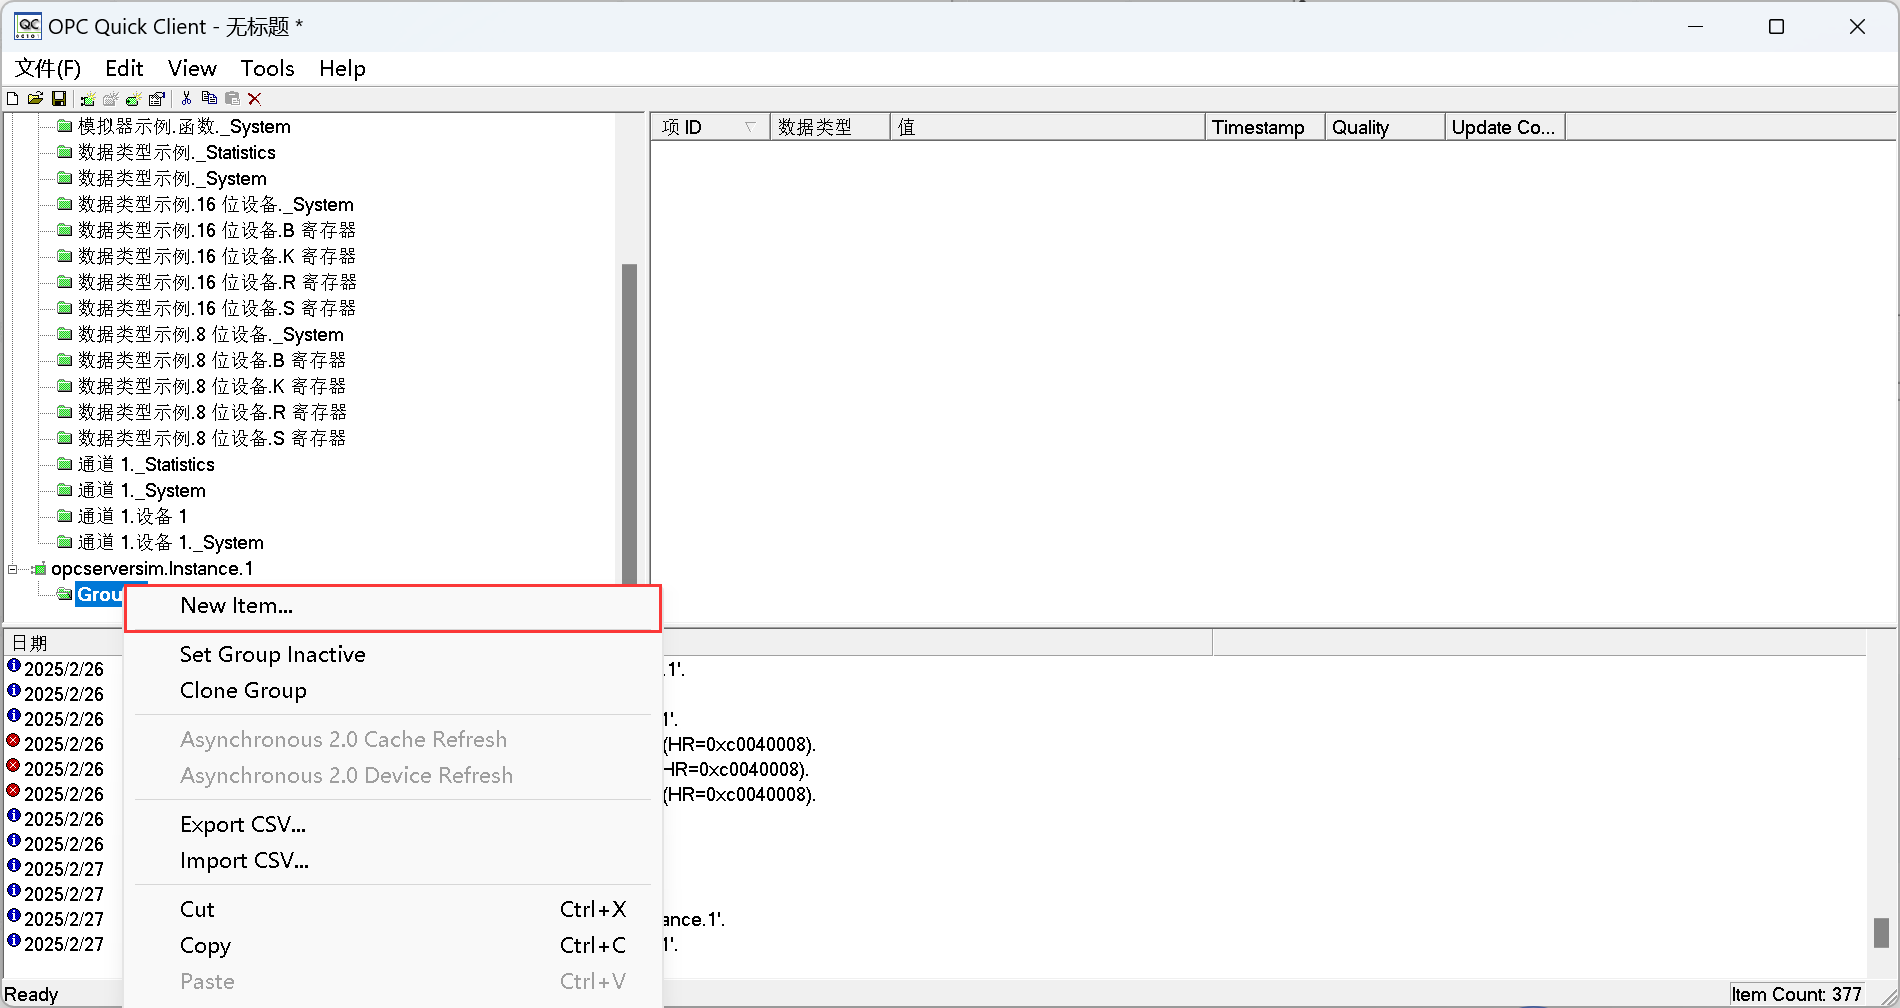 OPC Quick Client - 无标题 *
文件(F) Edit View Tools Help
模拟器示例.函数._System
数据类型示例._Statistics
数据类型示例._System
数据类型示例.16 位设备._System
数据类型示例.16 位设备.B 寄存器
数据类型示例.16 位设备.K 寄存器
数据类型示例.16 位设备.R 寄存器
数据类型示例.16 位设备.S 寄存器
数据类型示例.8 位设备._System
数据类型示例.8 位设备.B 寄存器
数据类型示例.8 位设备.K 寄存器
数据类型示例.8 位设备.R 寄存器
数据类型示例.8 位设备.S 寄存器
通道 1._Statistics
通道 1._System
通道 1.设备 1
通道 1.设备 1._System
opcserversim.Instance.1
Grou
项 ID 数据类型 值 Timestamp Quality Update Co...
New Item...
Set Group Inactive
Clone Group
Asynchronous 2.0 Cache Refresh
Asynchronous 2.0 Device Refresh
Export CSV...
Import CSV...
Cut Ctrl+X
Copy Ctrl+C
Paste Ctrl+V
日期
2025/2/26 .1'.
2025/2/26
2025/2/26 1'.
2025/2/26 (HR=0xc0040008).
2025/2/26 HR=0xc0040008).
2025/2/26 (HR=0xc0040008).
2025/2/26
2025/2/26
2025/2/27
2025/2/27
2025/2/27 ance.1'.
2025/2/27 1'.
Ready Item Count: 377